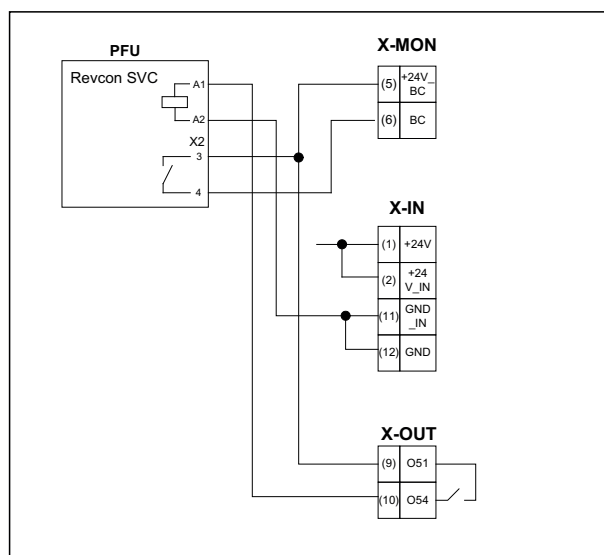 PFU
Revcon SVC
A1
A2
X2
3
4
X-MON
(5) +24V_
BC
(6) BC
X-IN
(1) +24V
(2) +24
V_IN
(11) GND
_IN
(12) GND
X-OUT
(9) O51
(10) O54